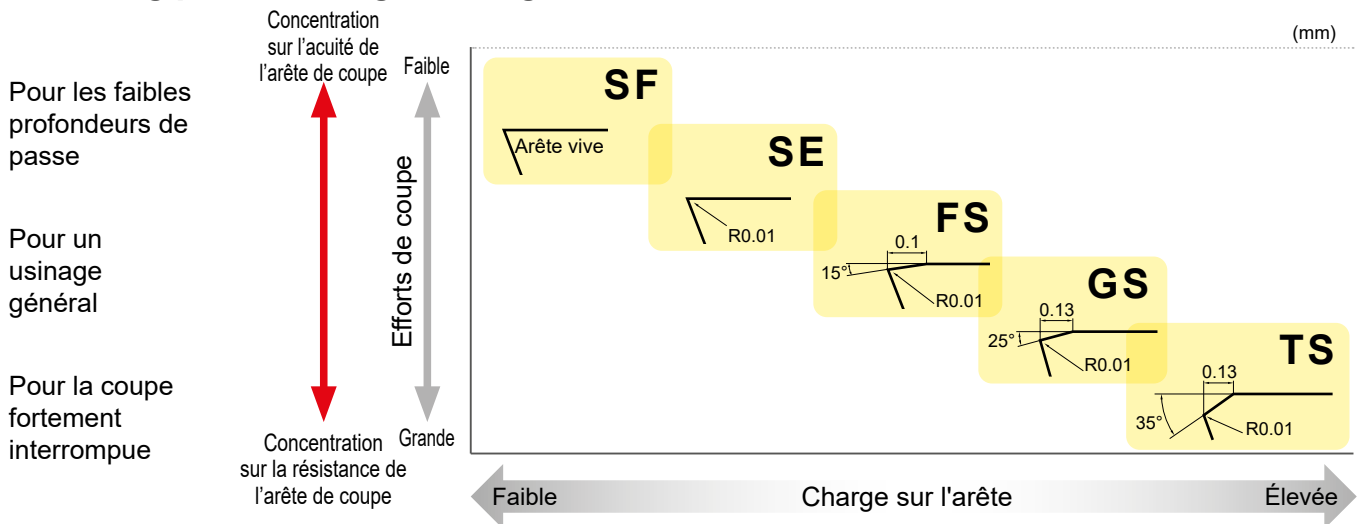 Concentration
sur l'acuité de
l'arête de coupe
Faible
(mm)
Pour les faibles
profondeurs de
passe
Pour un
usinage
général
Pour la coupe
fortement
interrompue
Efforts de coupe
Concentration
sur la résistance de
l'arête de coupe
Grande
SF
Arête vive
SE
R0.01
FS
0.1
15°
R0.01
GS
0.13
25°
R0.01
TS
0.13
35°
R0.01
Faible
Charge sur l'arête
Élevée